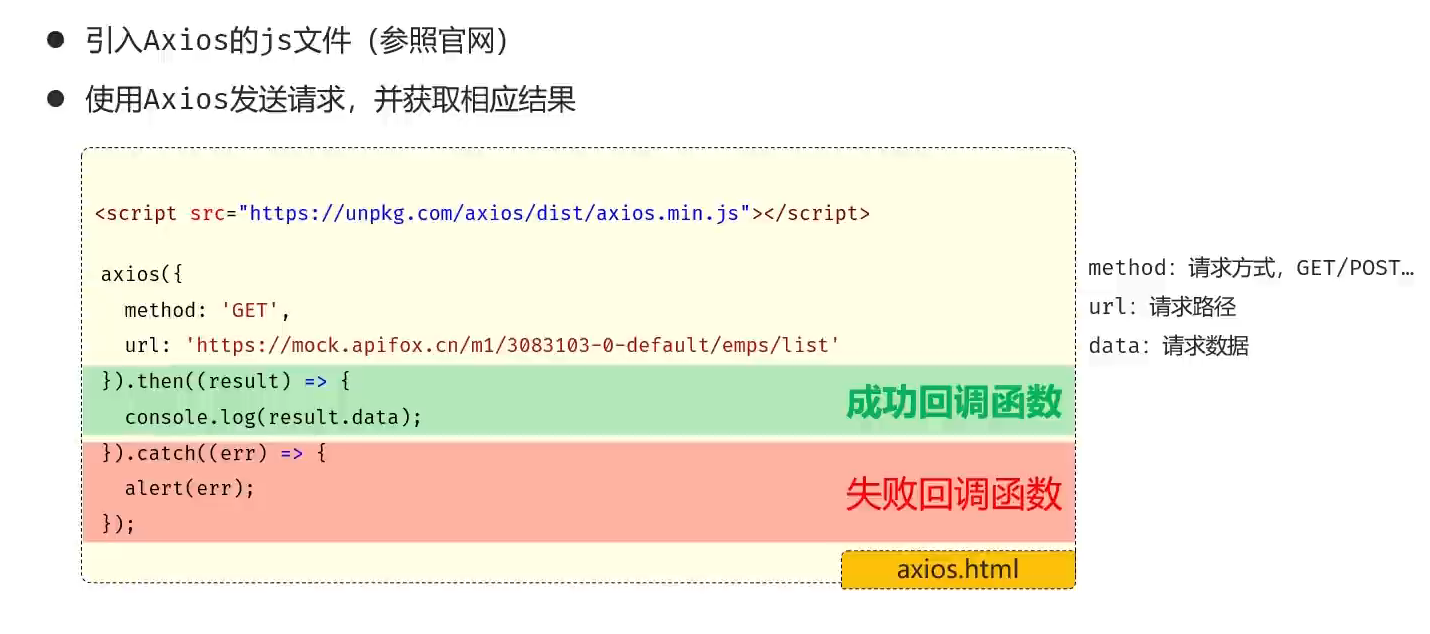 ● 引入Axios的js文件（参照官网）
● 使用Axios发送请求，并获取相应结果
<script src="https://unpkg.com/axios/dist/axios.min.js"></script>
axios({
  method: 'GET',
  url: 'https://mock.apifox.cn/m1/3083103-0-default/emps/list'
}).then((result) => {
  console.log(result.data);
成功回调函数
}).catch((err) => {
  alert(err);
});
失败回调函数
axios.html
method：请求方式，GET/POST…
url：请求路径
data：请求数据